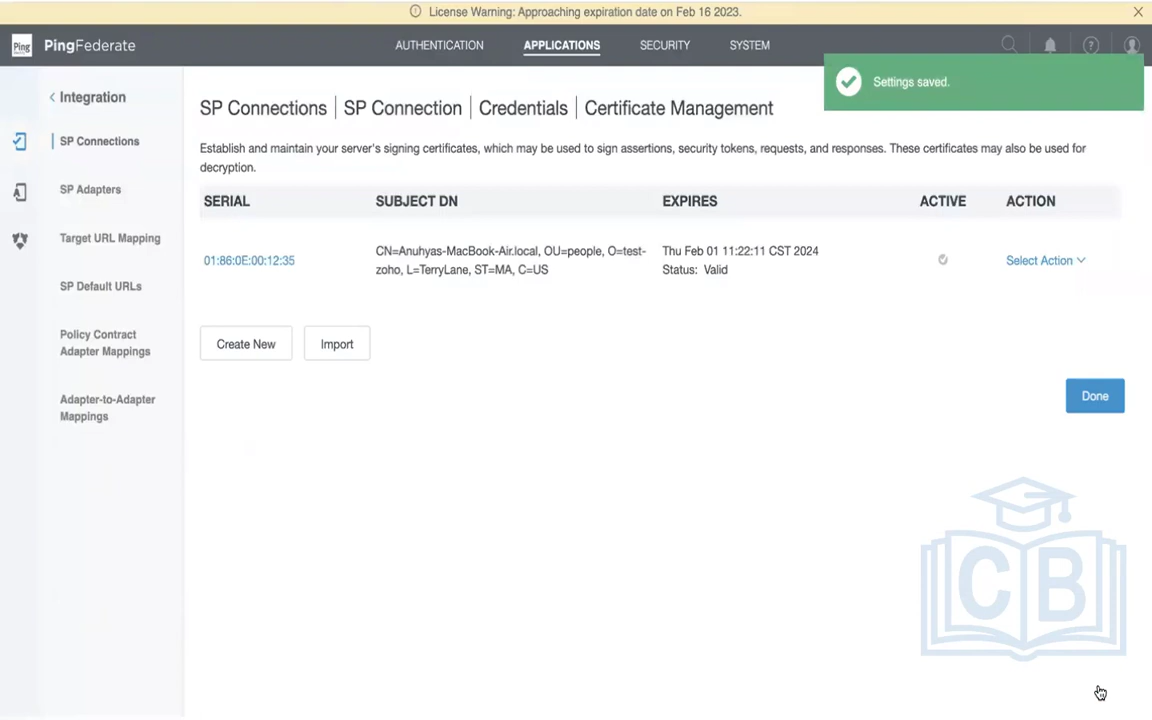 License Warning: Approaching expiration date on Feb 16 2023.
Ping
PingFederate
AUTHENTICATION
APPLICATIONS
SECURITY
SYSTEM
Settings saved.
Integration
SP Connections
SP Adapters
Target URL Mapping
SP Default URLs
Policy Contract
Adapter Mappings
Adapter-to-Adapter
Mappings
SP Connections | SP Connection | Credentials | Certificate Management
Establish and maintain your server's signing certificates, which may be used to sign assertions, security tokens, requests, and responses. These certificates may also be used for
decryption.
SERIAL SUBJECT DN EXPIRES ACTIVE ACTION
01:86:0E:00:12:35
CN=Anuhyas-MacBook-Air.local, OU=people, O=test-
zoho, L=TerryLane, ST=MA, C=US
Thu Feb 01 11:22:11 CST 2024
Status: Valid
Select Action
Create New
Import
Done
CB